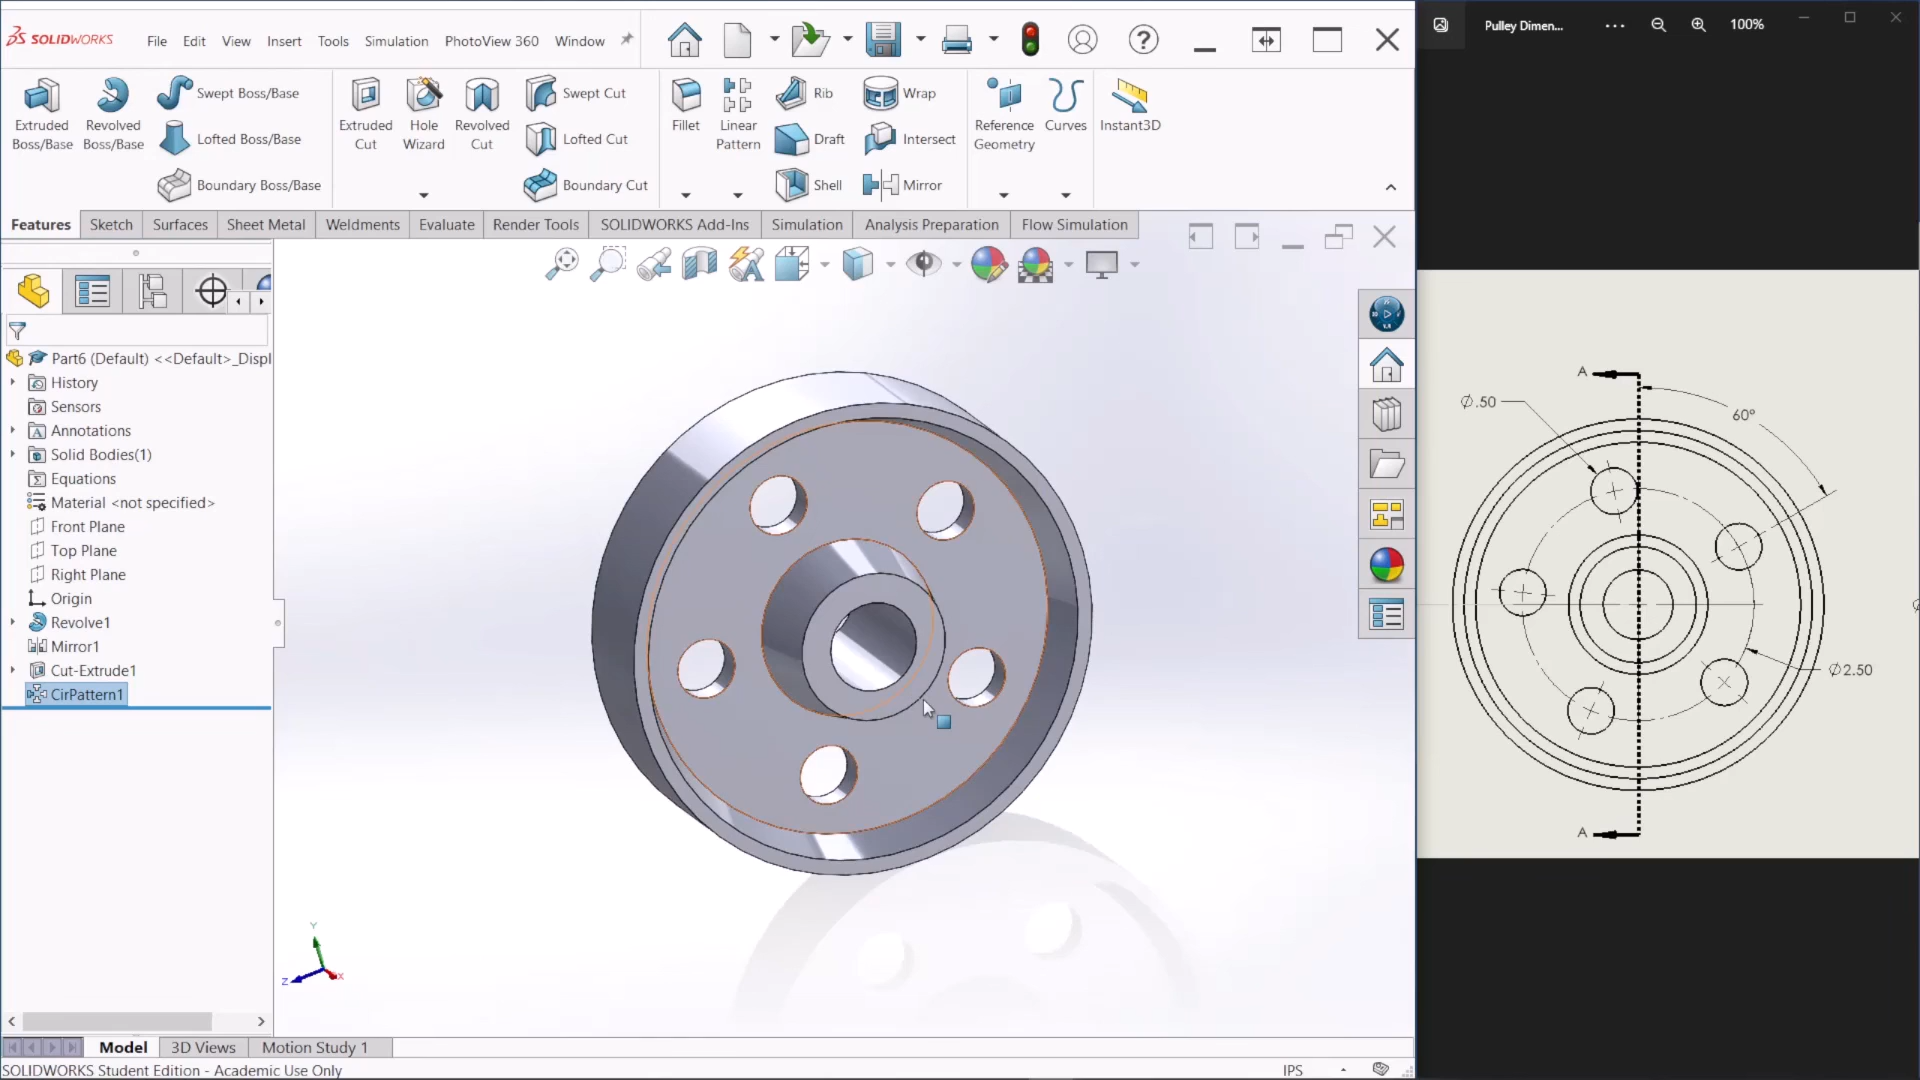 SOLIDWORKS File Edit View Insert Tools Simulation PhotoView 360 Window
Pulley Dimen... ... 100%
Extruded Boss/Base
Revolved Boss/Base
Swept Boss/Base
Lofted Boss/Base
Boundary Boss/Base
Extruded Cut
Hole Wizard
Revolved Cut
Swept Cut
Lofted Cut
Boundary Cut
Fillet
Linear Pattern
Rib
Draft
Shell
Wrap
Intersect
Mirror
Reference Geometry
Curves
Instant3D
Features Sketch Surfaces Sheet Metal Weldments Evaluate Render Tools SOLIDWORKS Add-Ins Simulation Analysis Preparation Flow Simulation
Part6 (Default) <<Default>_Displ
History
Sensors
Annotations
Solid Bodies(1)
Equations
Material <not specified>
Front Plane
Top Plane
Right Plane
Origin
Revolve1
Mirror1
Cut-Extrude1
CirPattern1
Y
Z
X
A
∅.50
60°
∅2.50
A
Model 3D Views Motion Study 1
SOLIDWORKS Student Edition - Academic Use Only
IPS